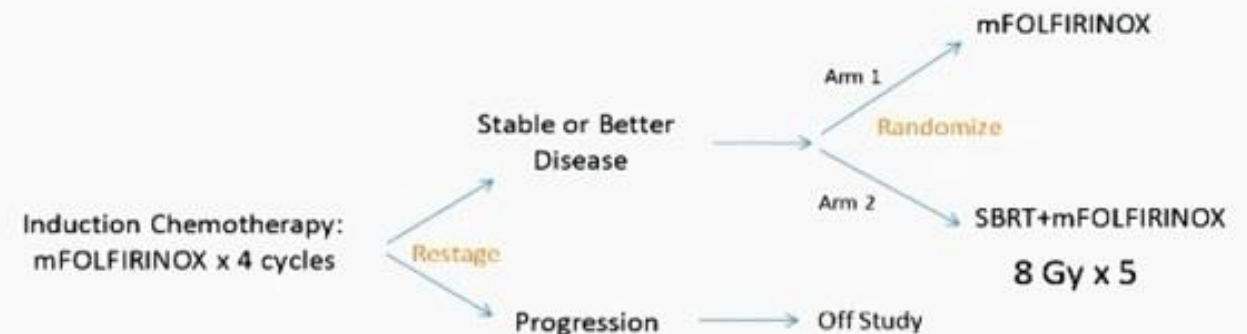 mFOLFIRINOX
Arm 1
Stable or Better
Disease
Randomize
Arm 2
Induction Chemotherapy:
mFOLFIRINOX x 4 cycles
Restage
SBRT+mFOLFIRINOX
8 Gy x 5
Progression
Off Study